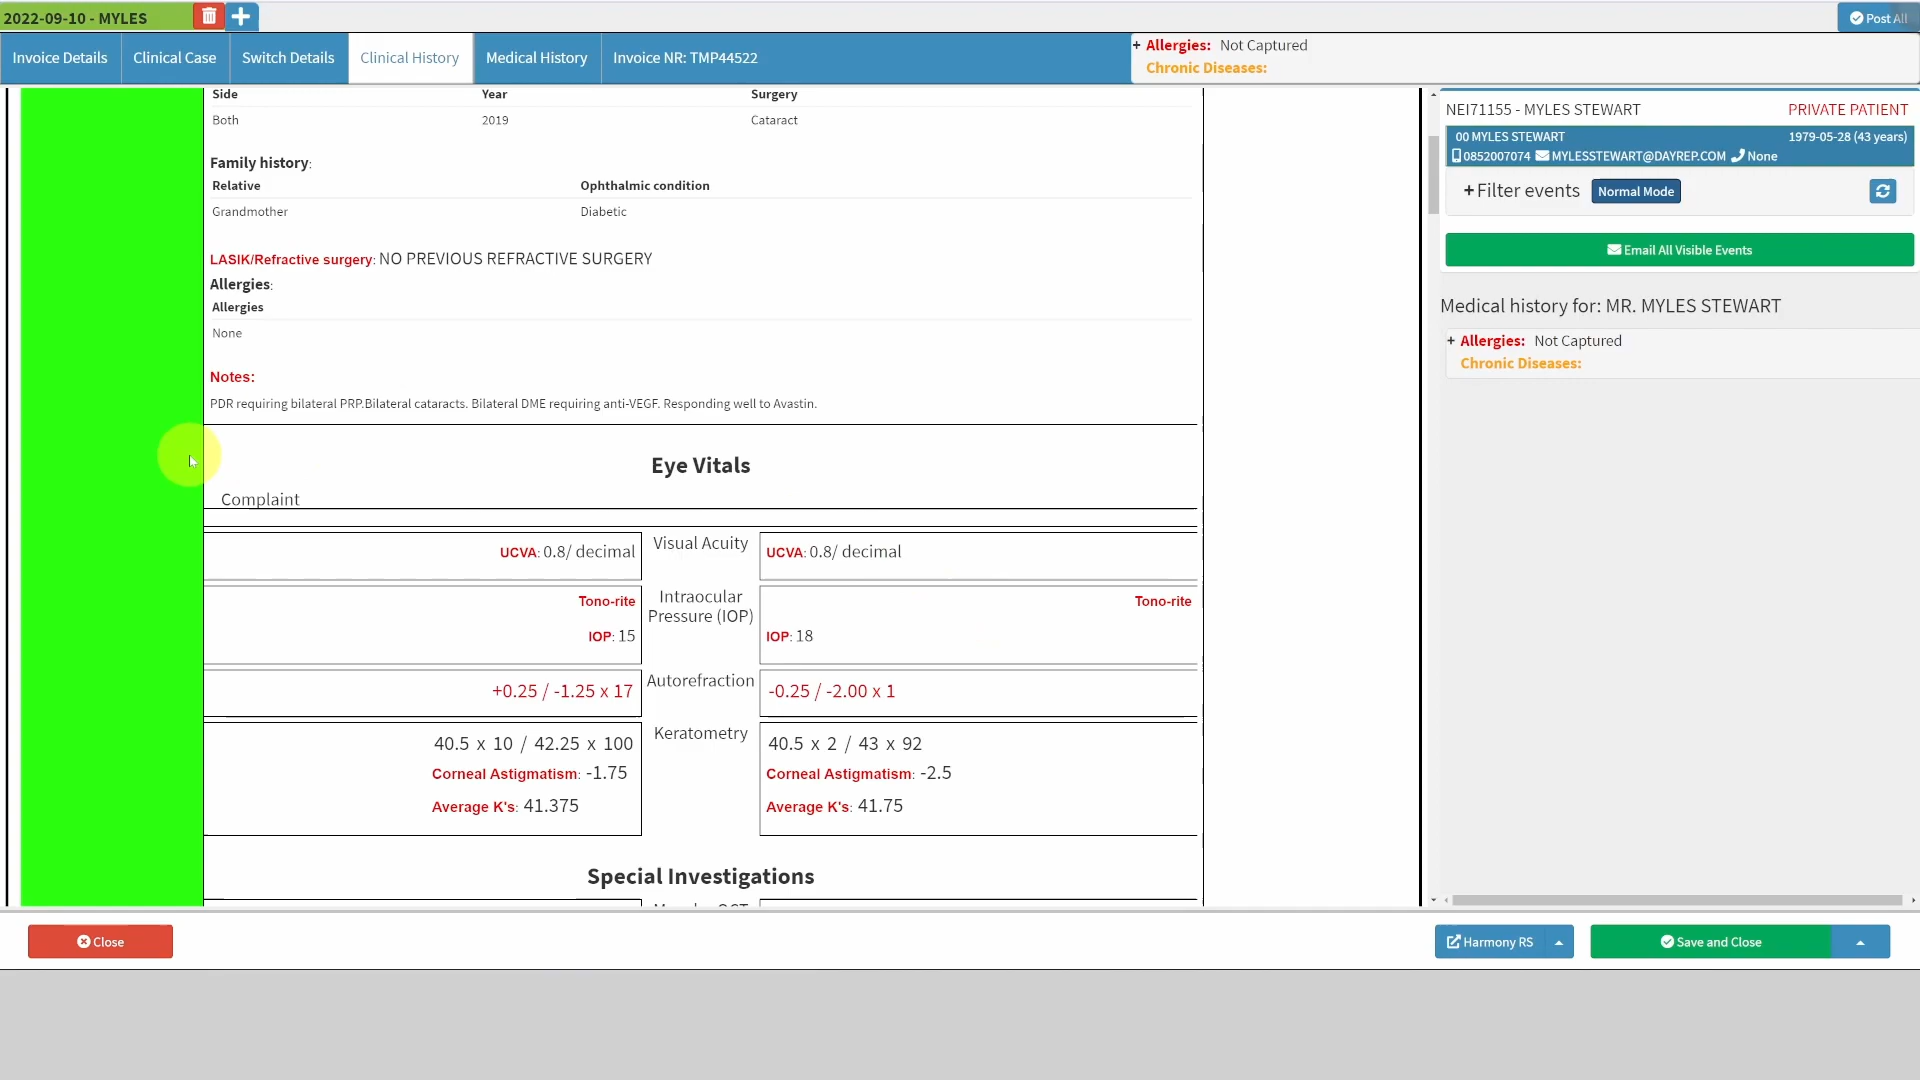 2022-09-10 - MYLES
Post All
Invoice Details
Clinical Case
Switch Details
Clinical History
Medical History
Invoice NR: TMP44522
+ Allergies: Not Captured
Chronic Diseases:
Side Year Surgery
Both 2019 Cataract
Family history:
Relative Ophthalmic condition
Grandmother Diabetic
LASIK/Refractive surgery: NO PREVIOUS REFRACTIVE SURGERY
Allergies:
Allergies
None
Notes:
PDR requiring bilateral PRP.Bilateral cataracts. Bilateral DME requiring anti-VEGF. Responding well to Avastin.
Eye Vitals
Complaint
UCVA: 0.8/ decimal Visual Acuity UCVA: 0.8/ decimal
Tono-rite Intraocular Tono-rite
Pressure (IOP)
IOP: 15 IOP: 18
+0.25 / -1.25 x 17 Autorefraction -0.25 / -2.00 x 1
Keratometry
40.5 x 10 / 42.25 x 100 40.5 x 2 / 43 x 92
Corneal Astigmatism: -1.75 Corneal Astigmatism: -2.5
Average K's: 41.375 Average K's: 41.75
Special Investigations
NEI71155 - MYLES STEWART PRIVATE PATIENT
00 MYLES STEWART 1979-05-28 (43 years)
0852007074 MYLESSTEWART@DAYREP.COM None
+Filter events Normal Mode
Email All Visible Events
Medical history for: MR. MYLES STEWART
+ Allergies: Not Captured
Chronic Diseases:
Close
Harmony RS
Save and Close